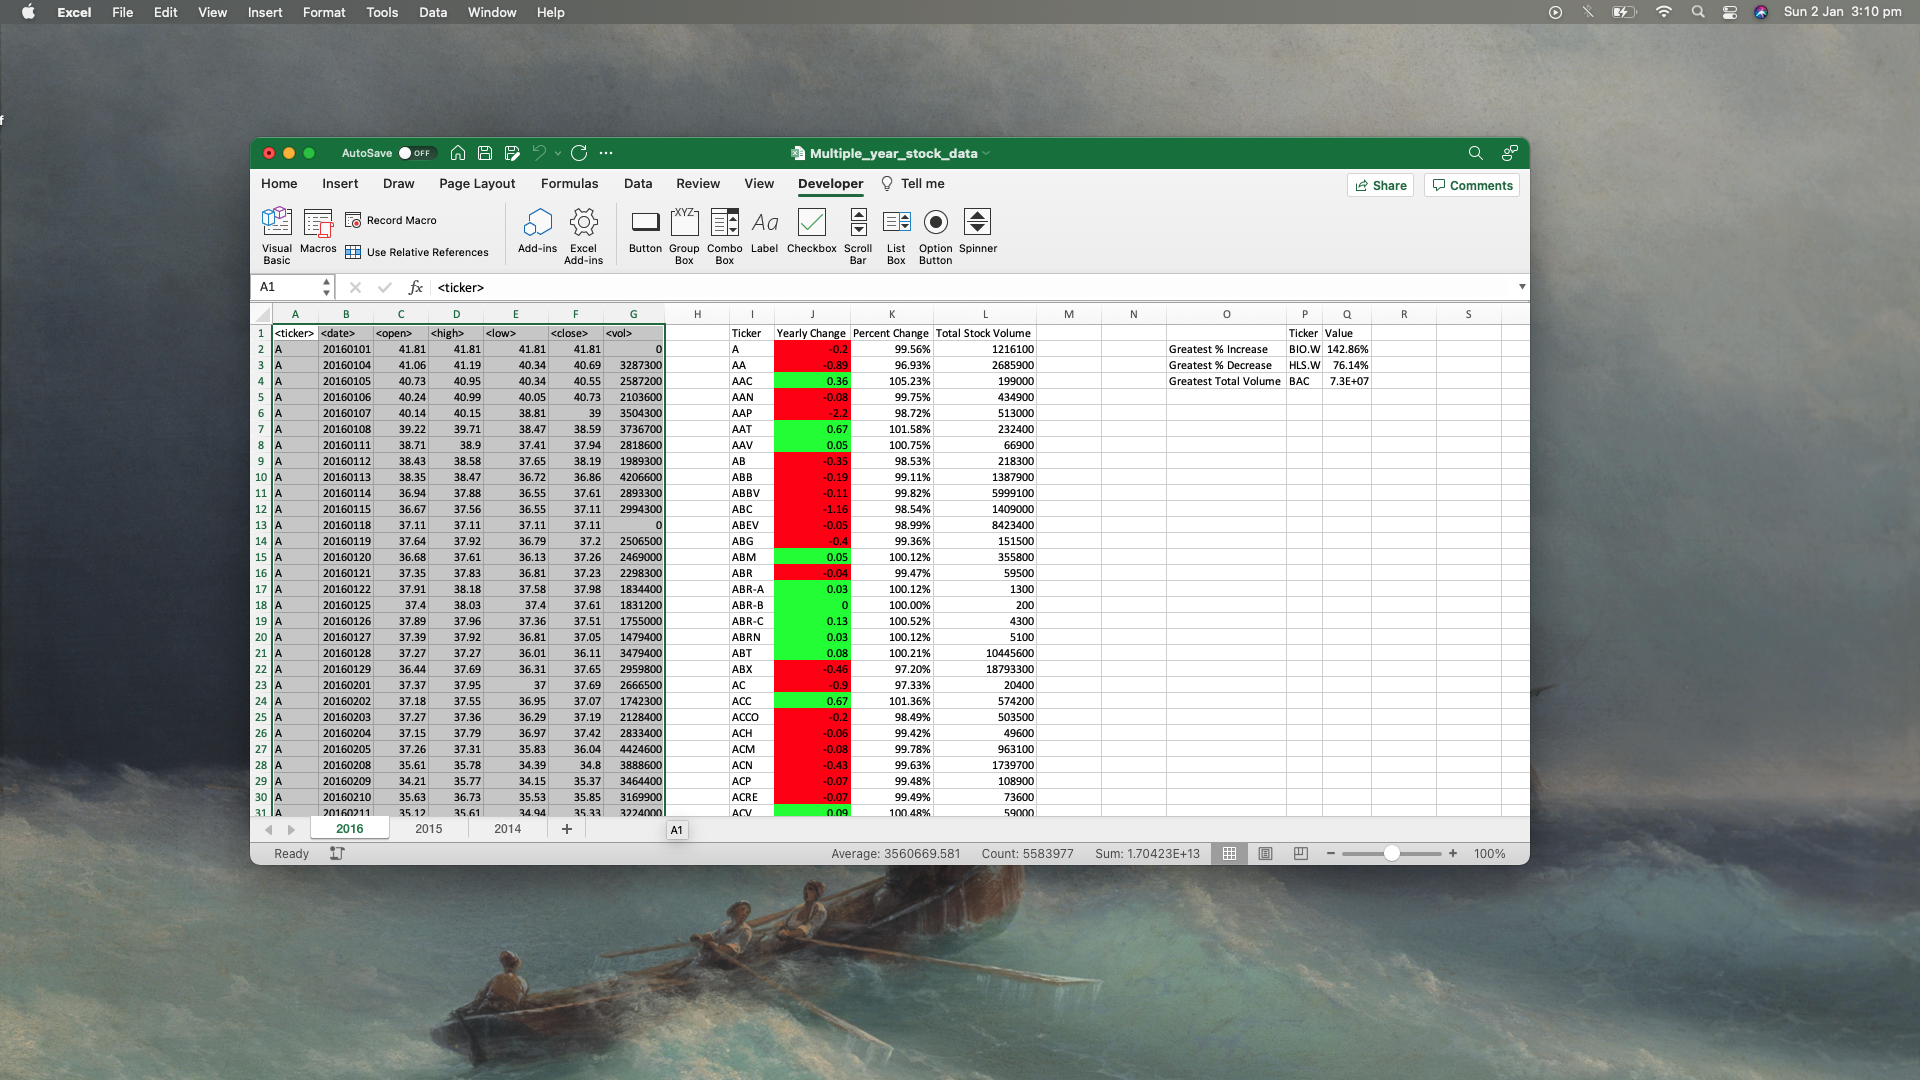 Excel File Edit View Insert Format Tools Data Window Help Sun 2 Jan 3:10 pm
f
AutoSave OFF Multiple_year_stock_data
Home Insert Draw Page Layout Formulas Data Review View Developer Tell me Share Comments
Visual Basic Macros Record Macro Use Relative References Add-ins Excel Add-ins Button XYZ Group Box Combo Box Aa Label Checkbox Scroll Bar List Box Option Button Spinner
A1 fx <ticker>
A B C D E F G H I J K L M N O P Q R S
1 <ticker> <date> <open> <high> <low> <close> <vol> Ticker Yearly Change Percent Change Total Stock Volume Ticker Value
2 A 20160101 41.81 41.81 41.81 41.81 0 A -0.2 99.56% 1216100 Greatest % Increase BIO.W 142.86%
3 A 20160104 41.06 41.19 40.34 40.69 3287300 AA -0.89 96.93% 2685900 Greatest % Decrease HLS.W 76.14%
4 A 20160105 40.73 40.95 40.34 40.55 2587200 AAC 0.36 105.23% 199000 Greatest Total Volume BAC 7.3E+07
5 A 20160106 40.24 40.99 40.05 40.73 2103600 AAN -0.08 99.75% 434900
6 A 20160107 40.14 40.15 38.81 39 3504300 AAP -2.2 98.72% 513000
7 A 20160108 39.22 39.71 38.47 38.59 3736700 AAT 0.67 101.58% 232400
8 A 20160111 38.71 38.9 37.41 37.94 2818600 AAV 0.05 100.75% 66900
9 A 20160112 38.43 38.58 37.65 38.19 1989300 AB -0.35 98.53% 218300
10 A 20160113 38.35 38.47 36.72 36.86 4206600 ABB -0.19 99.11% 1387900
11 A 20160114 36.94 37.88 36.55 37.61 2893300 ABBV -0.11 99.82% 5999100
12 A 20160115 36.67 37.56 36.55 37.11 2994300 ABC -1.16 98.54% 1409000
13 A 20160118 37.11 37.11 37.11 37.11 0 ABEV -0.05 98.99% 8423400
14 A 20160119 37.64 37.92 36.79 37.2 2506500 ABG -0.4 99.36% 151500
15 A 20160120 36.68 37.61 36.13 37.26 2469000 ABM 0.05 100.12% 355800
16 A 20160121 37.35 37.83 36.81 37.23 2298300 ABR -0.04 99.47% 59500
17 A 20160122 37.91 38.18 37.58 37.98 1834400 ABR-A 0.03 100.12% 1300
18 A 20160125 37.4 38.03 37.4 37.61 1831200 ABR-B 0 100.00% 200
19 A 20160126 37.89 37.96 37.36 37.51 1755000 ABR-C 0.13 100.52% 4300
20 A 20160127 37.39 37.92 36.81 37.05 1479400 ABRN 0.03 100.12% 5100
21 A 20160128 37.27 37.27 36.01 36.11 3479400 ABT 0.08 100.21% 10445600
22 A 20160129 36.44 37.69 36.31 37.65 2959800 ABX -0.46 97.20% 18793300
23 A 20160201 37.37 37.95 37 37.69 2666500 AC -0.9 97.33% 20400
24 A 20160202 37.18 37.55 36.95 37.07 1742300 ACC 0.67 101.36% 574200
25 A 20160203 37.27 37.36 36.29 37.19 2128400 ACCO -0.2 98.49% 503500
26 A 20160204 37.15 37.79 36.97 37.42 2833400 ACH -0.06 99.42% 49600
27 A 20160205 37.26 37.31 35.83 36.04 4424600 ACM -0.08 99.78% 963100
28 A 20160208 35.61 35.78 34.39 34.8 3888600 ACN -0.43 99.63% 1739700
29 A 20160209 34.21 35.77 34.15 35.37 3464400 ACP -0.07 99.48% 108900
30 A 20160210 35.63 36.73 35.53 35.85 3169900 ACRE -0.07 99.49% 73600
31 A 20160211 35.12 35.61 34.94 35.33 3224000 ACV 0.09 100.48% 59000
2016 2015 2014 + A1
Ready Average: 3560669.581 Count: 5583977 Sum: 1.70423E+13 100%